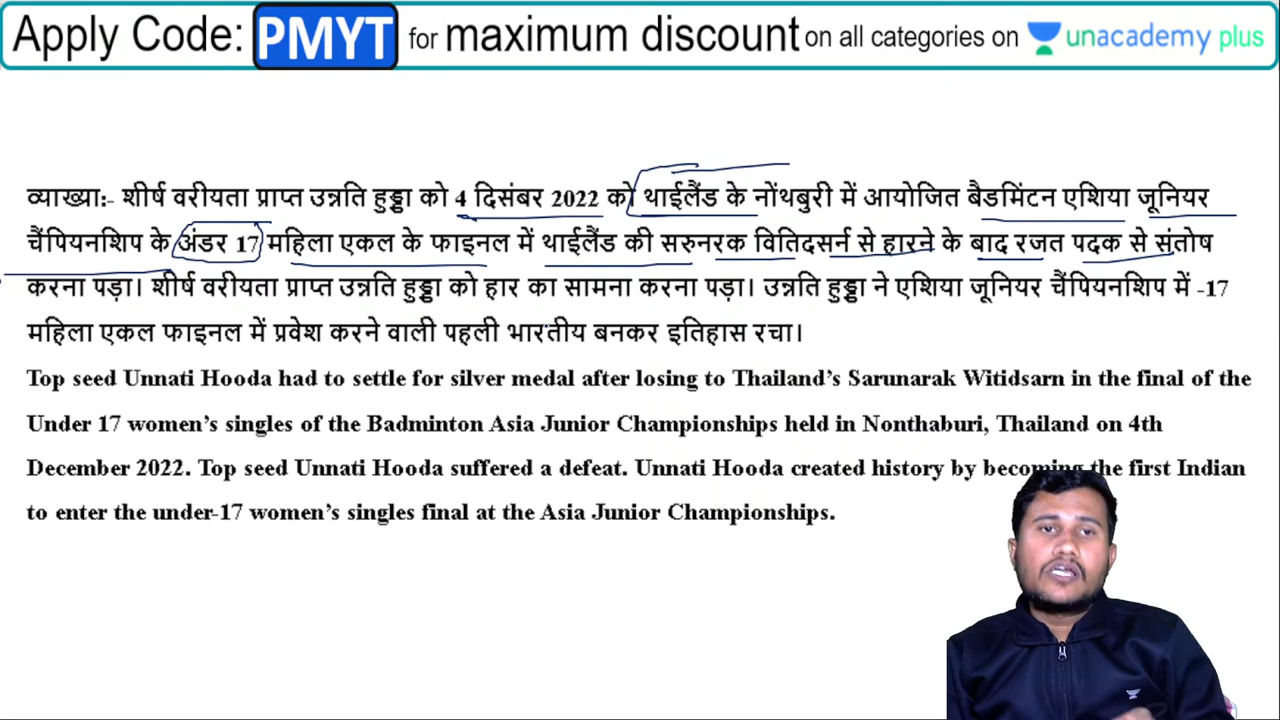 Apply Code: PMYT for maximum discount on all categories on unacademy plus
व्याख्या:- शीर्ष वरीयता प्राप्त उन्नति हुड्डा को 4 दिसंबर 2022 को थाईलैंड के नोंथबुरी में आयोजित बैडमिंटन एशिया जूनियर
चैंपियनशिप के अंडर 17 महिला एकल के फाइनल में थाईलैंड की सरुनरक वितिदसर्न से हारने के बाद रजत पदक से संतोष
करना पड़ा। शीर्ष वरीयता प्राप्त उन्नति हुड्डा को हार का सामना करना पड़ा। उन्नति हुड्डा ने एशिया जूनियर चैंपियनशिप में -17
महिला एकल फाइनल में प्रवेश करने वाली पहली भारतीय बनकर इतिहास रचा।
Top seed Unnati Hooda had to settle for silver medal after losing to Thailand’s Sarunarak Witidsarn in the final of the
Under 17 women’s singles of the Badminton Asia Junior Championships held in Nonthaburi, Thailand on 4th
December 2022. Top seed Unnati Hooda suffered a defeat. Unnati Hooda created history by becoming the first Indian
to enter the under-17 women’s singles final at the Asia Junior Championships.